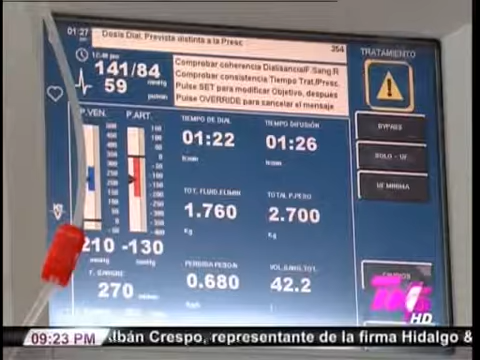 01:27
Dosis Dial. Prevista distinta a la Presc
254
TRATAMIENTO
141/84
59
Comprobar coherencia Dialisancia/F.Sang R
Comprobar consistencia Tiempo Trat./Presc.
Pulse SET para modificar Objetivo, después
Pulse OVERRIDE para cancelar el mensaje
P.VEN. P.ART.
TIEMPO DE DIAL TIEMPO DIFUSIÓN
01:22 01:26
BYPASS
SOLO - UF
UF MINIMA
TOT. FLUID.ELIMIN TOTAL P.PESO
1.760 2.700
Kg Kg
210 -130
PERDIDA PESO/H VOL.SANG.TOT.
270 0.680 42.2
HD
09:23 PM Albán Crespo, representante de la firma Hidalgo &